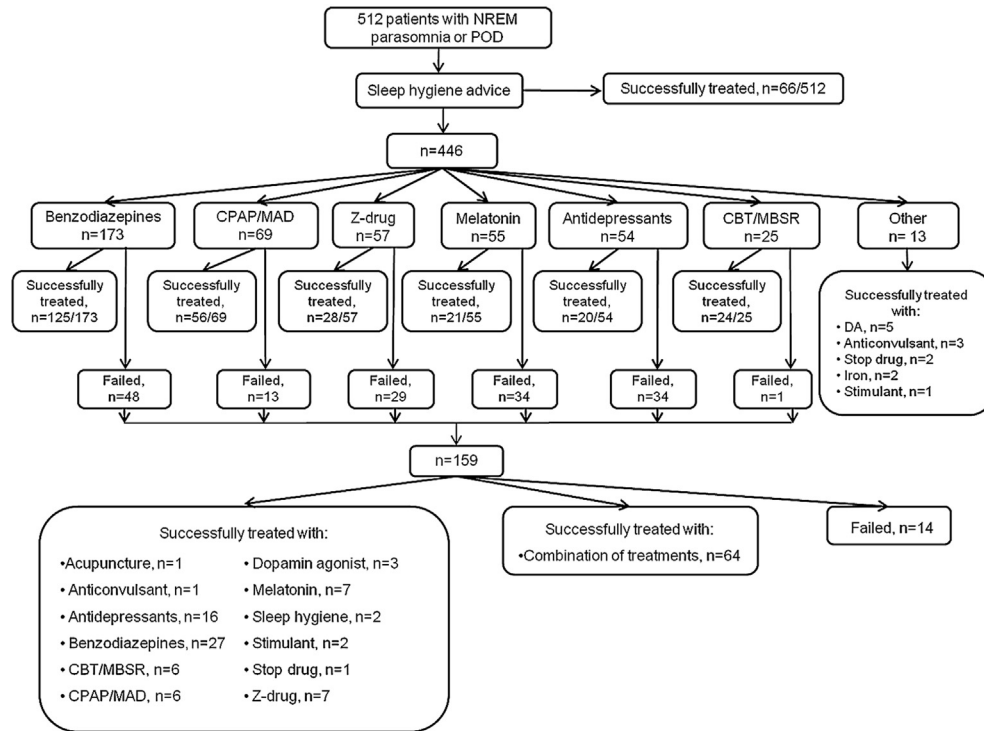 512 patients with NREM
parasomnia or POD
Sleep hygiene advice
Successfully treated, n=66/512
n=446
Benzodiazepines
n=173
CPAP/MAD
n=69
Z-drug
n=57
Melatonin
n=55
Antidepressants
n=54
CBT/MBSR
n=25
Other
n= 13
Successfully
treated,
n=125/173
Successfully
treated,
n=56/69
Successfully
treated,
n=28/57
Successfully
treated,
n=21/55
Successfully
treated,
n=20/54
Successfully
treated,
n=24/25
Successfully treated
with:
• DA, n=5
• Anticonvulsant, n=3
• Stop drug, n=2
• Iron, n=2
• Stimulant, n=1
Failed,
n=48
Failed,
n=13
Failed,
n=29
Failed,
n=34
Failed,
n=34
Failed,
n=1
n=159
Successfully treated with:
•Acupuncture, n=1
•Anticonvulsant, n=1
•Antidepressants, n=16
•Benzodiazepines, n=27
•CBT/MBSR, n=6
•CPAP/MAD, n=6
•Dopamin agonist, n=3
•Melatonin, n=7
•Sleep hygiene, n=2
•Stimulant, n=2
•Stop drug, n=1
•Z-drug, n=7
Successfully treated with:
•Combination of treatments, n=64
Failed, n=14